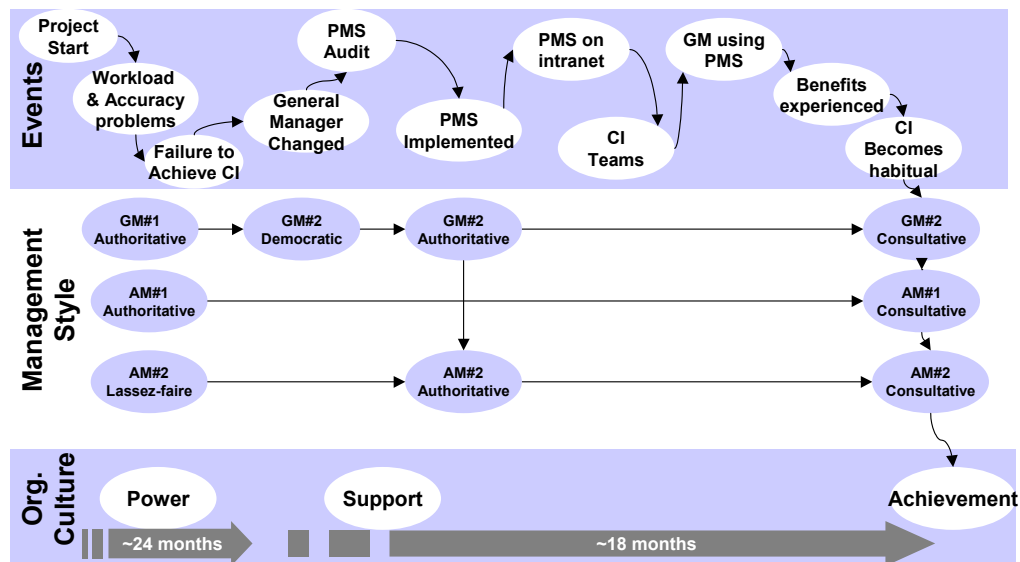 Events
Project
Start
Workload
& Accuracy
problems
Failure to
Achieve CI
General
Manager
Changed
PMS
Audit
PMS
Implemented
PMS on
intranet
CI
Teams
GM using
PMS
Benefits
experienced
CI
Becomes
habitual
Management
Style
GM#1
Authoritative
GM#2
Democratic
GM#2
Authoritative
GM#2
Consultative
AM#1
Authoritative
AM#1
Consultative
AM#2
Lassez-faire
AM#2
Authoritative
AM#2
Consultative
Org.
Culture
Power
Support
Achievement
~24 months
~18 months